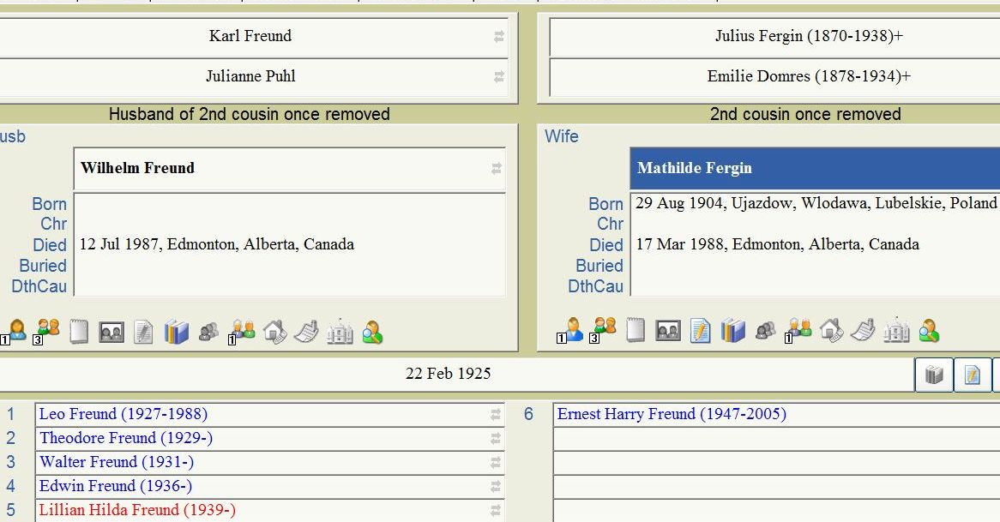 Karl Freund
Julianne Puhl
Husband of 2nd cousin once removed
usb
Wilhelm Freund
Born
Chr
Died 12 Jul 1987, Edmonton, Alberta, Canada
Buried
DthCau
1
3
1
Julius Fergin (1870-1938)+
Emilie Domres (1878-1934)+
2nd cousin once removed
Wife
Mathilde Fergin
Born 29 Aug 1904, Ujazdow, Wlodawa, Lubelskie, Poland
Chr
Died 17 Mar 1988, Edmonton, Alberta, Canada
Buried
DthCau
1
3
1
22 Feb 1925
1 Leo Freund (1927-1988)
2 Theodore Freund (1929-)
3 Walter Freund (1931-)
4 Edwin Freund (1936-)
5 Lillian Hilda Freund (1939-)
6 Ernest Harry Freund (1947-2005)